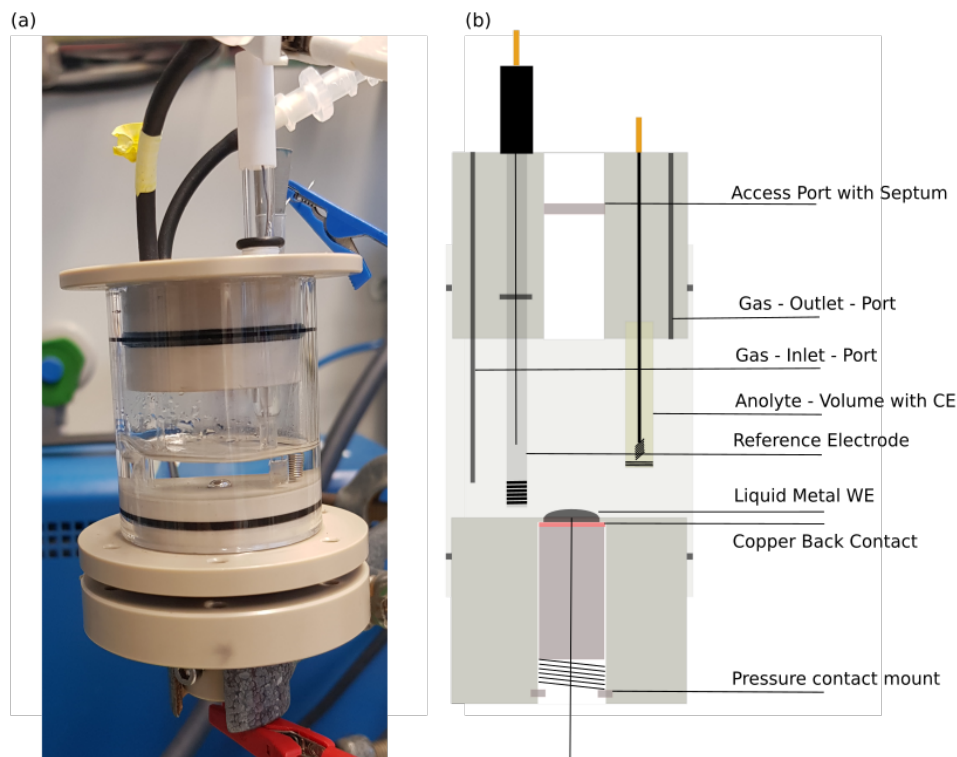 (a)
(b)
Access Port with Septum
Gas - Outlet - Port
Gas - Inlet - Port
Anolyte - Volume with CE
Reference Electrode
Liquid Metal WE
Copper Back Contact
Pressure contact mount